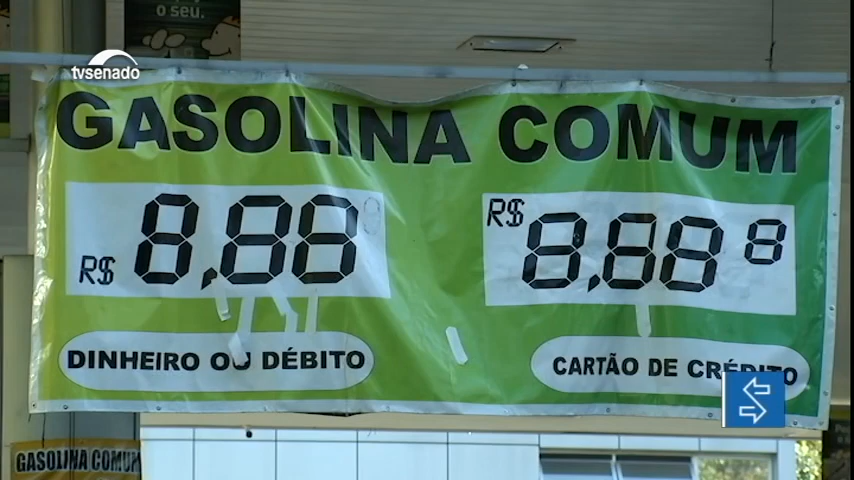 o seu.
tvsenado
GASOLINA COMUM
R$ 8,88
R$ 8,88 8
DINHEIRO OU DÉBITO
CARTÃO DE CRÉDITO
GASOLINA COMUM